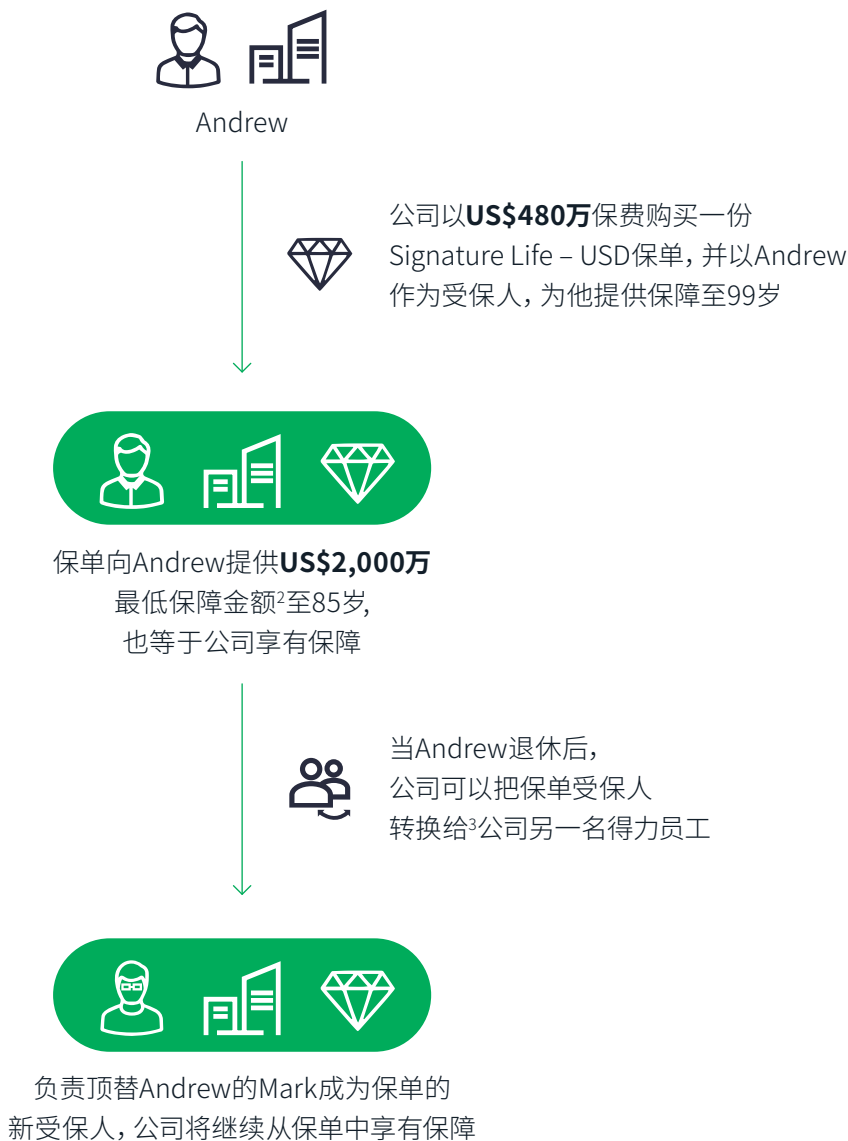 Andrew
公司以US$480万保费购买一份
Signature Life – USD保单，并以Andrew
作为受保人，为他提供保障至99岁
保单向Andrew提供US$2,000万
最低保障金额²至85岁，
也等于公司享有保障
当Andrew退休后，
公司可以把保单受保人
转换给³公司另一名得力员工
负责顶替Andrew的Mark成为保单的
新受保人，公司将继续从保单中享有保障